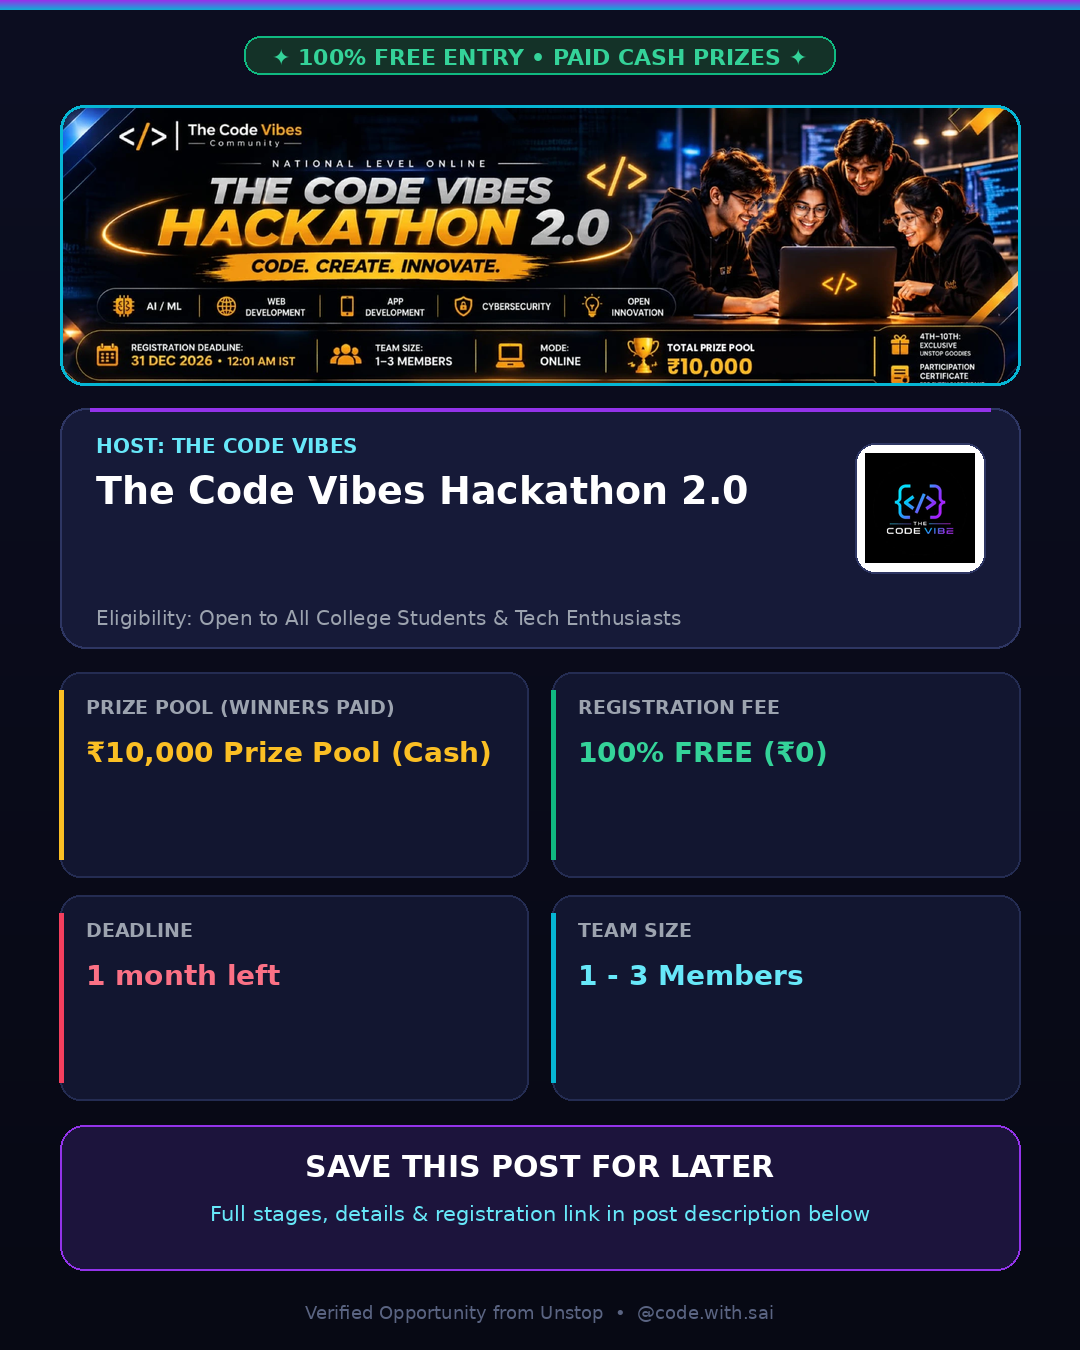 ✦ 100% FREE ENTRY • PAID CASH PRIZES ✦
</> | The Code Vibes
Community
NATIONAL LEVEL ONLINE
THE CODE VIBES
HACKATHON 2.0
</>
CODE. CREATE. INNOVATE.
AI / ML
WEB
DEVELOPMENT
APP
DEVELOPMENT
CYBERSECURITY
OPEN
INNOVATION
REGISTRATION DEADLINE:
31 DEC 2026 • 12:01 AM IST
TEAM SIZE:
1–3 MEMBERS
MODE:
ONLINE
TOTAL PRIZE POOL
₹10,000
4TH–10TH:
EXCLUSIVE
UNSTOP GOODIES
PARTICIPATION
CERTIFICATE
</>
HOST: THE CODE VIBES
The Code Vibes Hackathon 2.0
Eligibility: Open to All College Students & Tech Enthusiasts
{</>}
THE
CODE VIBE
PRIZE POOL (WINNERS PAID)
₹10,000 Prize Pool (Cash)
REGISTRATION FEE
100% FREE (₹0)
DEADLINE
1 month left
TEAM SIZE
1 - 3 Members
SAVE THIS POST FOR LATER
Full stages, details & registration link in post description below
Verified Opportunity from Unstop • @code.with.sai